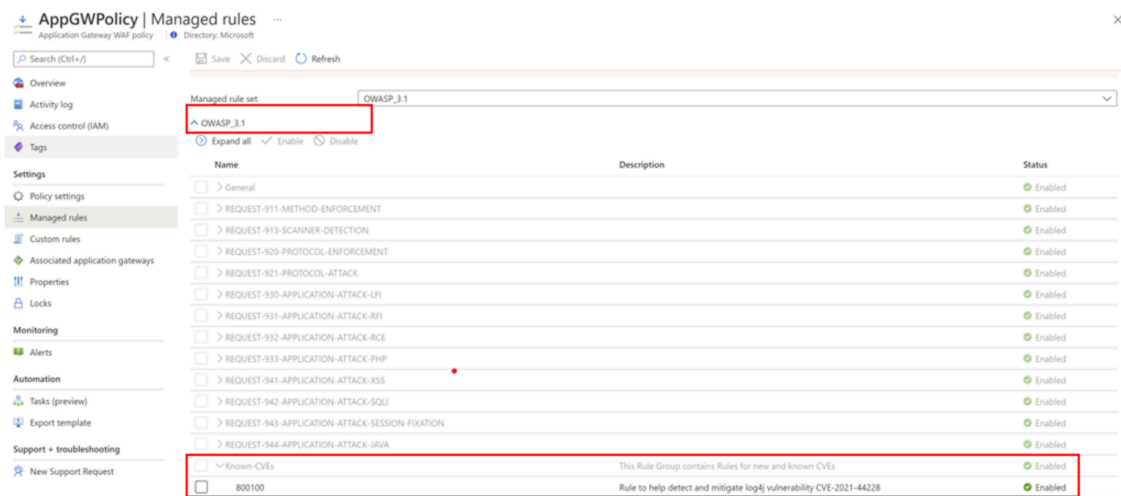 AppGWPolicy | Managed rules ...
Application Gateway WAF policy Directory: Microsoft
Search (Ctrl+/) « Save Discard Refresh
Overview
Activity log
Access control (IAM)
Tags
Settings
Policy settings
Managed rules
Custom rules
Associated application gateways
Properties
Locks
Monitoring
Alerts
Automation
Tasks (preview)
Export template
Support + troubleshooting
New Support Request
Managed rule set OWASP_3.1
OWASP_3.1
Expand all Enable Disable
Name Description Status
General Enabled
REQUEST-911-METHOD-ENFORCEMENT Enabled
REQUEST-913-SCANNER-DETECTION Enabled
REQUEST-920-PROTOCOL-ENFORCEMENT Enabled
REQUEST-921-PROTOCOL-ATTACK Enabled
REQUEST-930-APPLICATION-ATTACK-LFI Enabled
REQUEST-931-APPLICATION-ATTACK-RFI Enabled
REQUEST-932-APPLICATION-ATTACK-RCE Enabled
REQUEST-933-APPLICATION-ATTACK-PHP Enabled
REQUEST-941-APPLICATION-ATTACK-XSS Enabled
REQUEST-942-APPLICATION-ATTACK-SQLI Enabled
REQUEST-943-APPLICATION-ATTACK-SESSION-FIXATION Enabled
REQUEST-944-APPLICATION-ATTACK-JAVA Enabled
Known-CVEs This Rule Group contains Rules for new and known CVEs Enabled
800100 Rule to help detect and mitigate log4j vulnerability CVE-2021-44228 Enabled